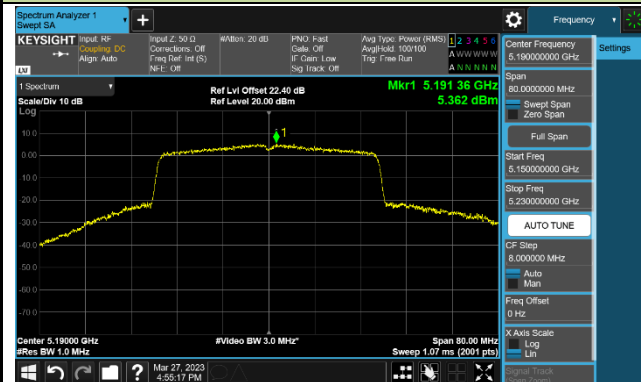 Spectrum Analyzer 1
Swept SA
+
Frequency
KEYSIGHT
Input: RF
Coupling: DC
Align: Auto
LXI
Input Z: 50 Ω
Corrections: Off
Freq Ref: Int (S)
NFE: Off
#Atten: 20 dB
PNO: Fast
Gate: Off
IF Gain: Low
Sig Track: Off
Avg Type: Power (RMS)
Avg|Hold: 100/100
Trig: Free Run
1 2 3 4 5 6
A W W W W W
A N N N N N
1 Spectrum
Scale/Div 10 dB
Log
Ref Lvl Offset 22.40 dB
Ref Level 20.00 dBm
Mkr1 5.191 36 GHz
5.362 dBm
1
10.0
0.00
-10.0
-20.0
-30.0
-40.0
-50.0
-60.0
-70.0
Center 5.19000 GHz
#Res BW 1.0 MHz
#Video BW 3.0 MHz*
Span 80.00 MHz
Sweep 1.07 ms (2001 pts)
Center Frequency
5.190000000 GHz
Settings
Span
80.0000000 MHz
Swept Span
Zero Span
Full Span
Start Freq
5.150000000 GHz
Stop Freq
5.230000000 GHz
AUTO TUNE
CF Step
8.000000 MHz
Auto
Man
Freq Offset
0 Hz
X Axis Scale
Log
Lin
Signal Track
(Span Zoom)
?
Mar 27, 2023
4:55:17 PM